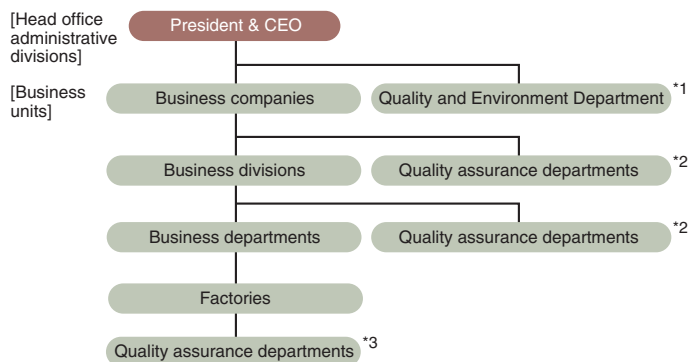 [Head office
administrative
divisions]
President & CEO
[Business
units]
Business companies
Quality and Environment Department *1
Business divisions
Quality assurance departments *2
Business departments
Quality assurance departments *2
Factories
Quality assurance departments *3